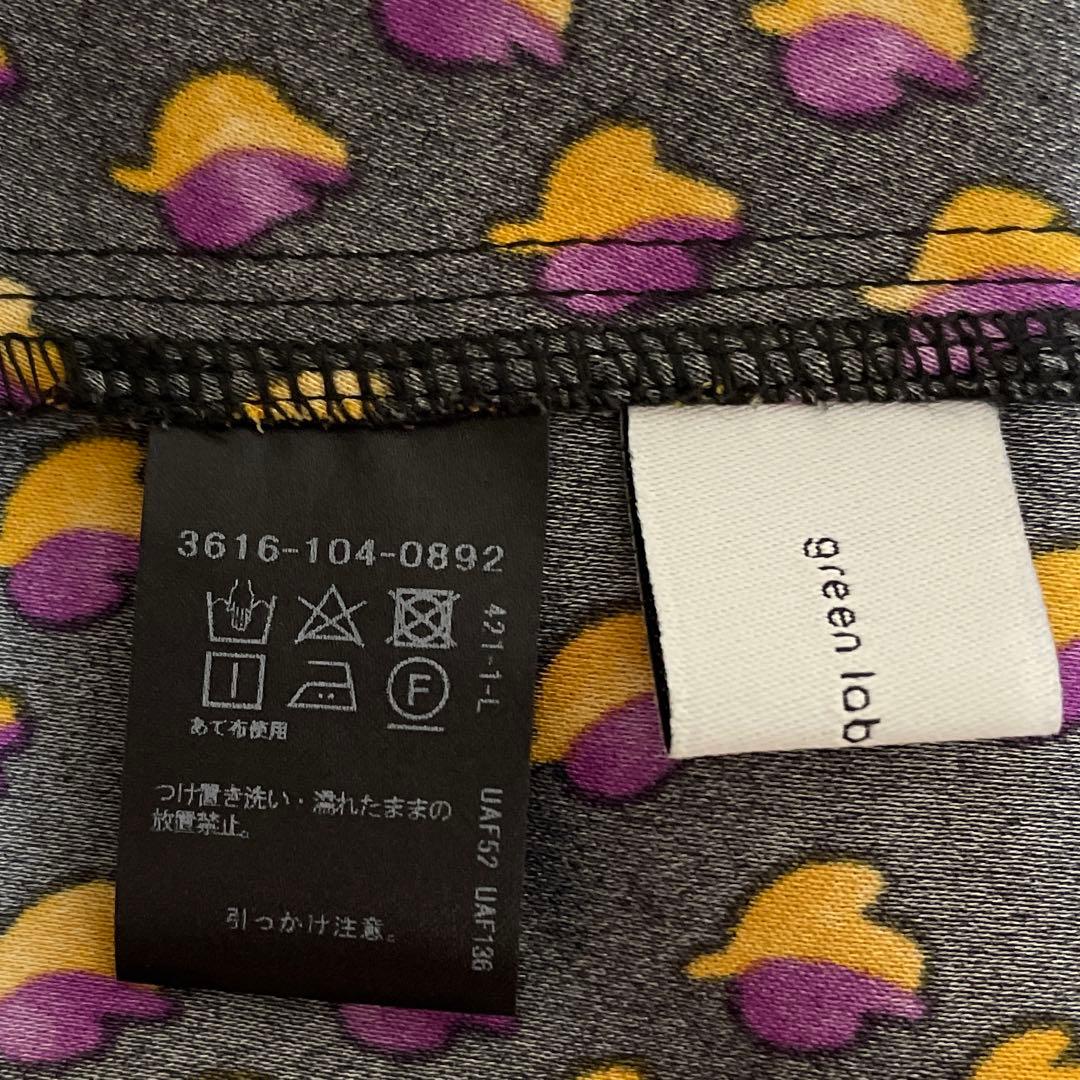 3616-104-0892
F
あて布使用
つけ置き洗い・濡れたままの
放置禁止。
引っかけ注意。
421-1-L
UAF52 UAF136
green lab